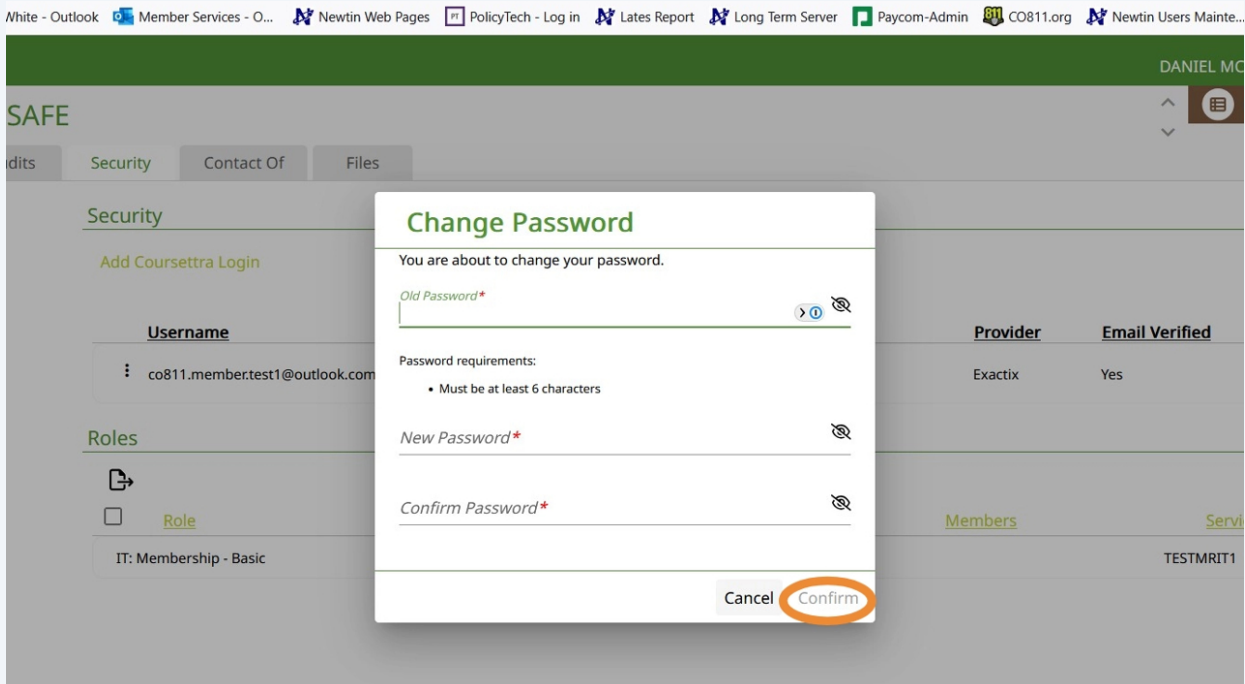 White - Outlook Member Services - O... Newtin Web Pages PT PolicyTech - Log in Lates Report Long Term Server Paycom-Admin 811 CO811.org Newtin Users Mainte...
DANIEL MC
SAFE
dits Security Contact Of Files
Security
Add Coursettra Login
Username Provider Email Verified
co811.member.test1@outlook.com Exactix Yes
Roles
Role Members Servi
IT: Membership - Basic TESTMRIT1
Change Password
You are about to change your password.
Old Password*
Password requirements:
• Must be at least 6 characters
New Password*
Confirm Password*
Cancel Confirm